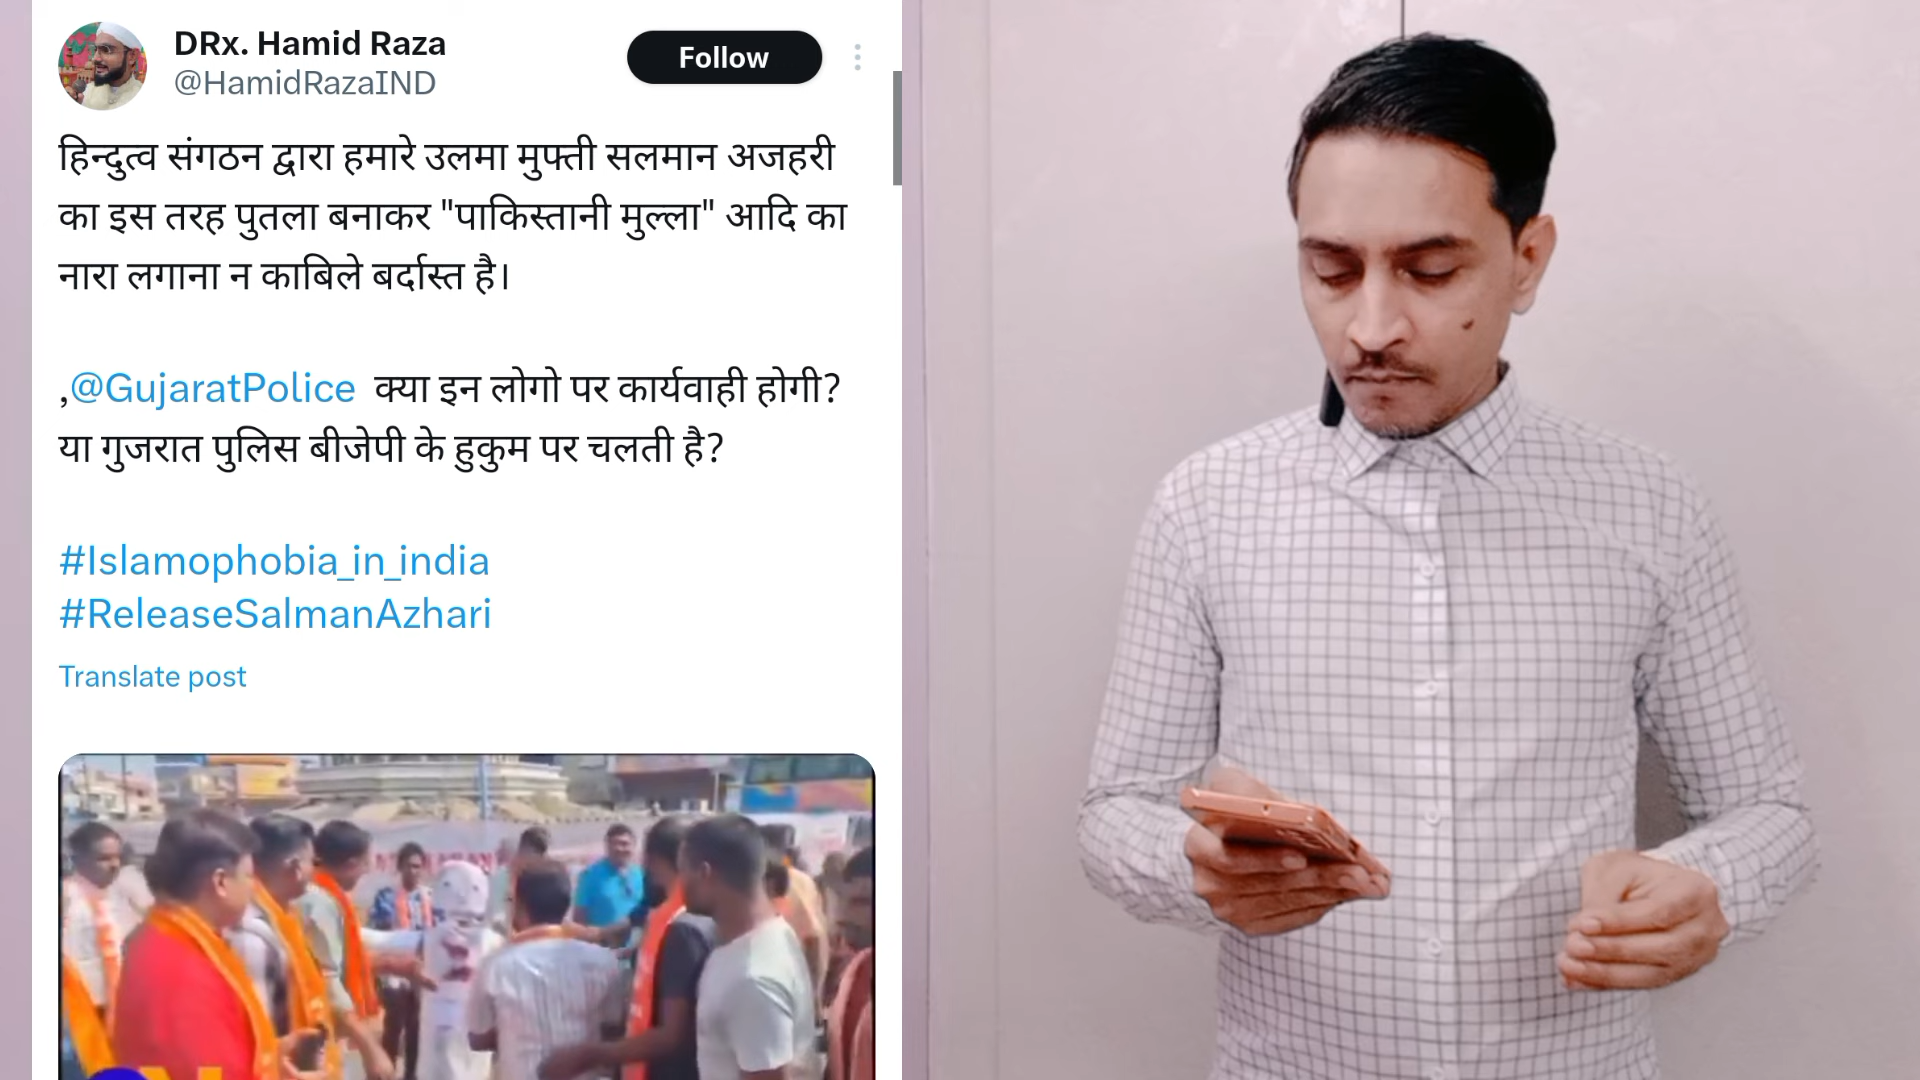 DRx. Hamid Raza
@HamidRazaIND
Follow
हिन्दुत्व संगठन द्वारा हमारे उलमा मुफ्ती सलमान अजहरी
का इस तरह पुतला बनाकर "पाकिस्तानी मुल्ला" आदि का
नारा लगाना न काबिले बर्दास्त है।
,@GujaratPolice क्या इन लोगो पर कार्यवाही होगी?
या गुजरात पुलिस बीजेपी के हुकुम पर चलती है?
#Islamophobia_in_india
#ReleaseSalmanAzhari
Translate post